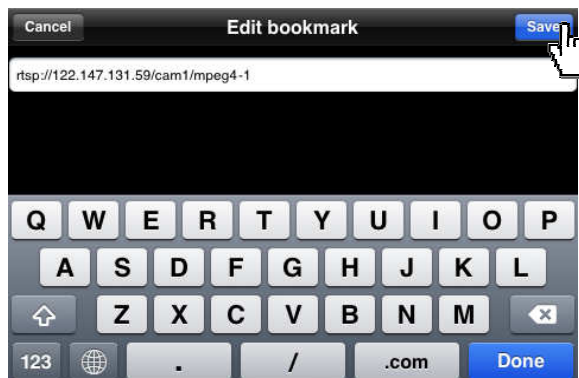 Cancel Edit bookmark Save
rtsp://122.147.131.59/cam1/mpeg4-1
Q W E R T Y U I O P
A S D F G H J K L
Z X C V B N M
123 . / .com Done